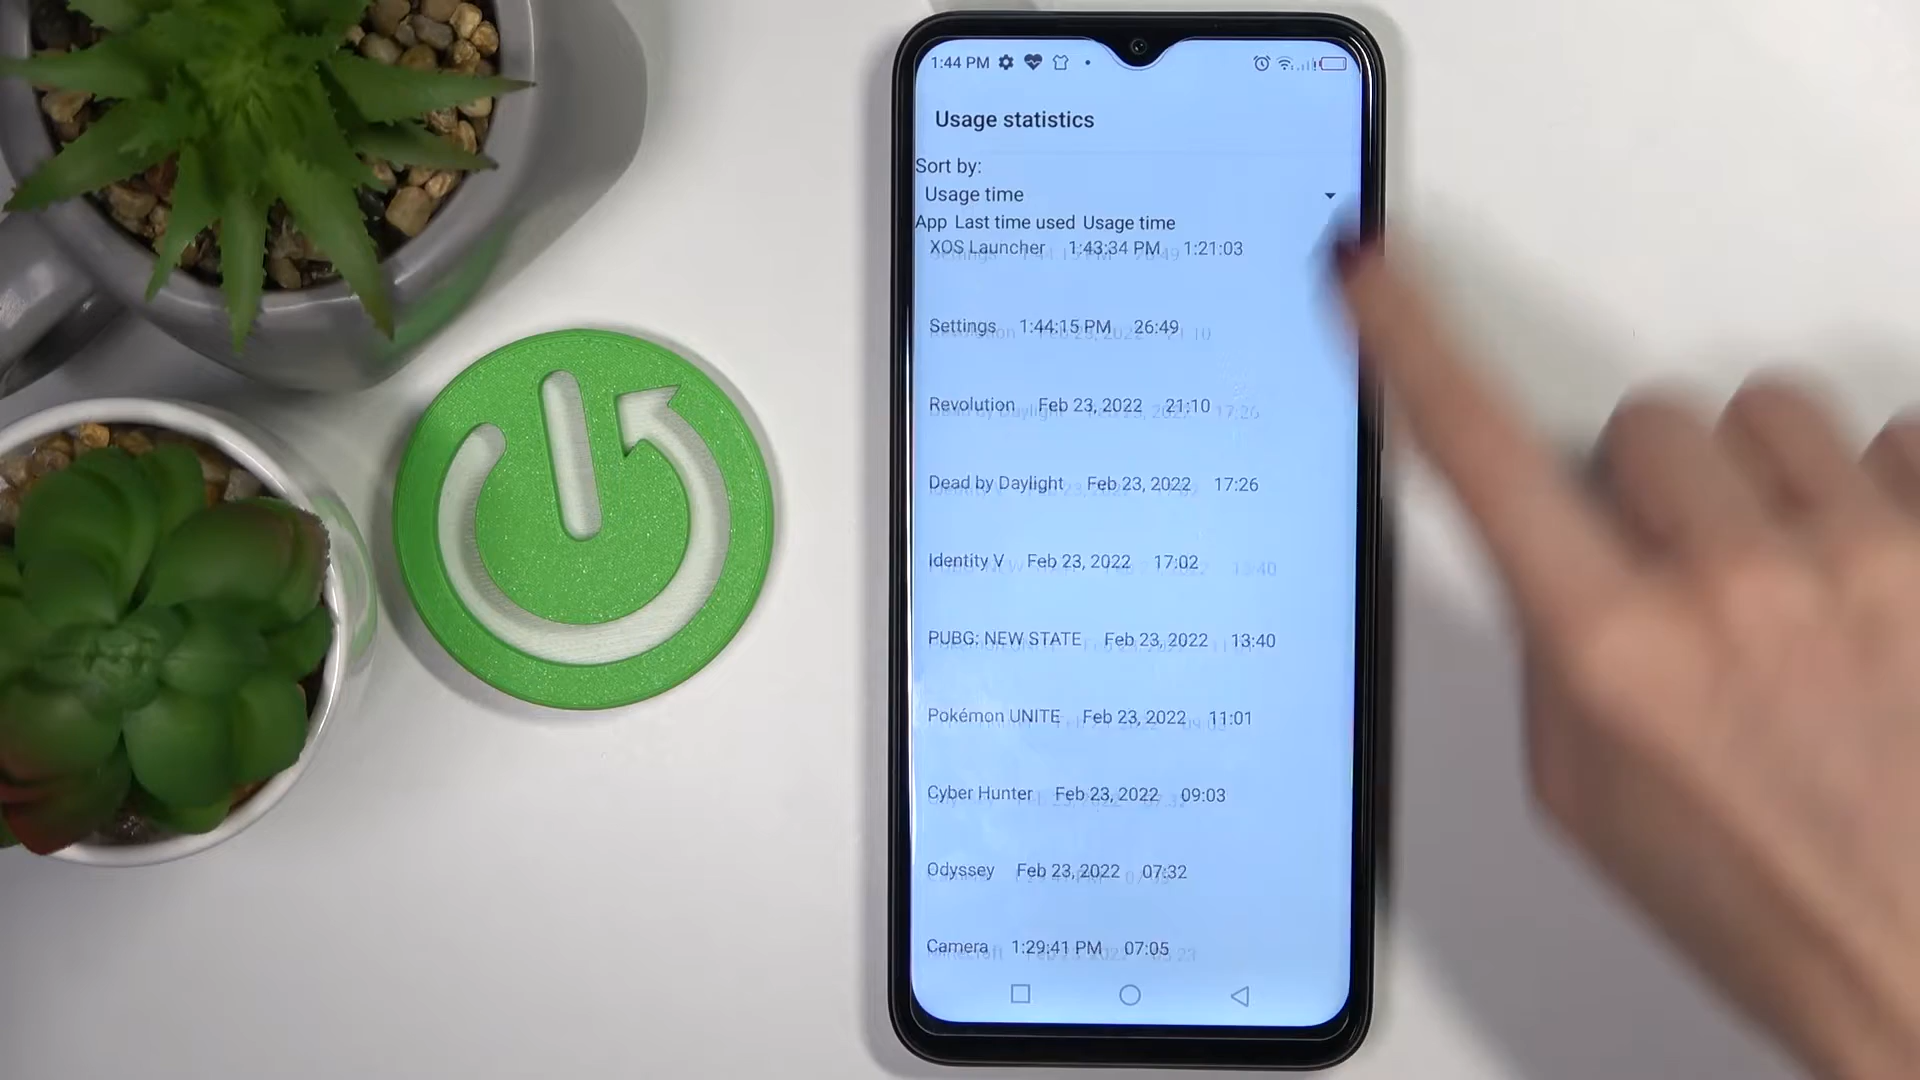 1:44 PM
Usage statistics
Sort by:
Usage time
App Last time used Usage time
XOS Launcher 1:43:34 PM 1:21:03
Settings 1:44:15 PM 26:49
Revolution Feb 23, 2022 21:10
Dead by Daylight Feb 23, 2022 17:26
Identity V Feb 23, 2022 17:02
PUBG: NEW STATE Feb 23, 2022 13:40
Pokémon UNITE Feb 23, 2022 11:01
Cyber Hunter Feb 23, 2022 09:03
Odyssey Feb 23, 2022 07:32
Camera 1:29:41 PM 07:05